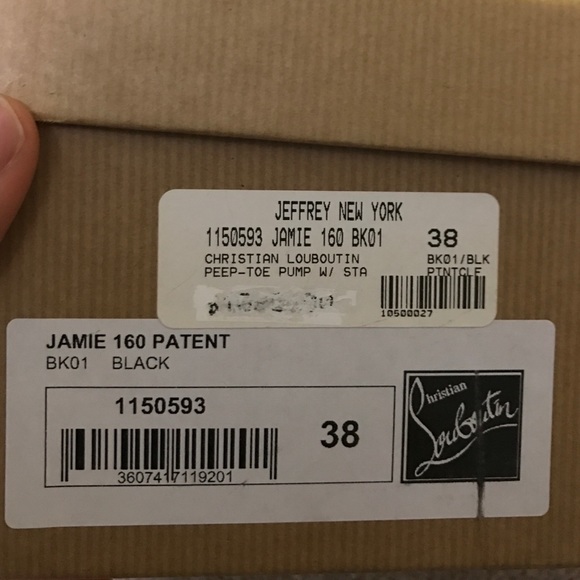 JEFFREY NEW YORK
1150593 JAMIE 160 BK01 38
CHRISTIAN LOUBOUTIN BK01/BLK
PEEP-TOE PUMP W/ STA PTNTCLF
10500027
JAMIE 160 PATENT
BK01 BLACK
1150593
38
3607417119201
Christian
Louboutin